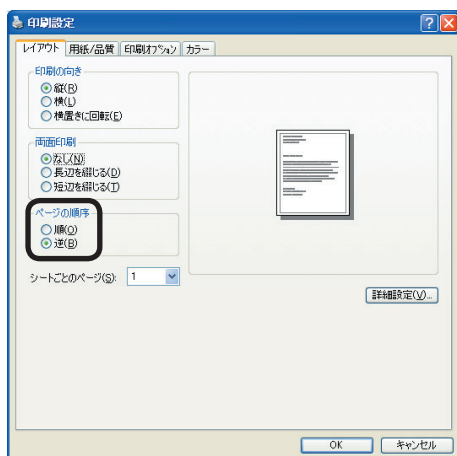 印刷設定
レイアウト 用紙/品質 印刷オプション カラー
印刷の向き
縦(R)
横(L)
横置きに回転(E)
両面印刷
なし(N)
長辺を綴じる(D)
短辺を綴じる(T)
ページの順序
順(O)
逆(B)
シートごとのページ(S): 1
詳細設定(V)...
OK キャンセル